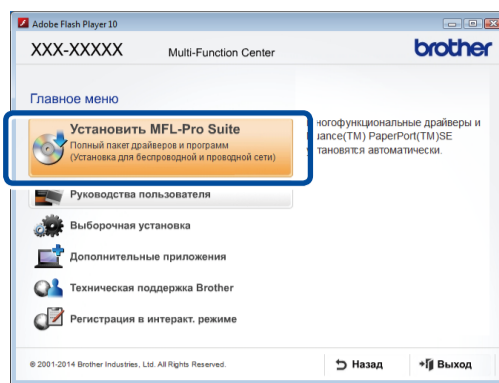 Adobe Flash Player 10
XXX-XXXXX
Multi-Function Center
brother
Главное меню
Установить MFL-Pro Suite
Полный пакет драйверов и программ
(Установка для беспроводной и проводной сети)
ногофункциональные драйверы и
uance(TM) PaperPort(TM)SE
тановятся автоматически.
Руководства пользователя
Выборочная установка
Дополнительные приложения
Техническая поддержка Brother
Регистрация в интеракт. режиме
© 2001-2014 Brother Industries, Ltd. All Rights Reserved.
Назад
Выход